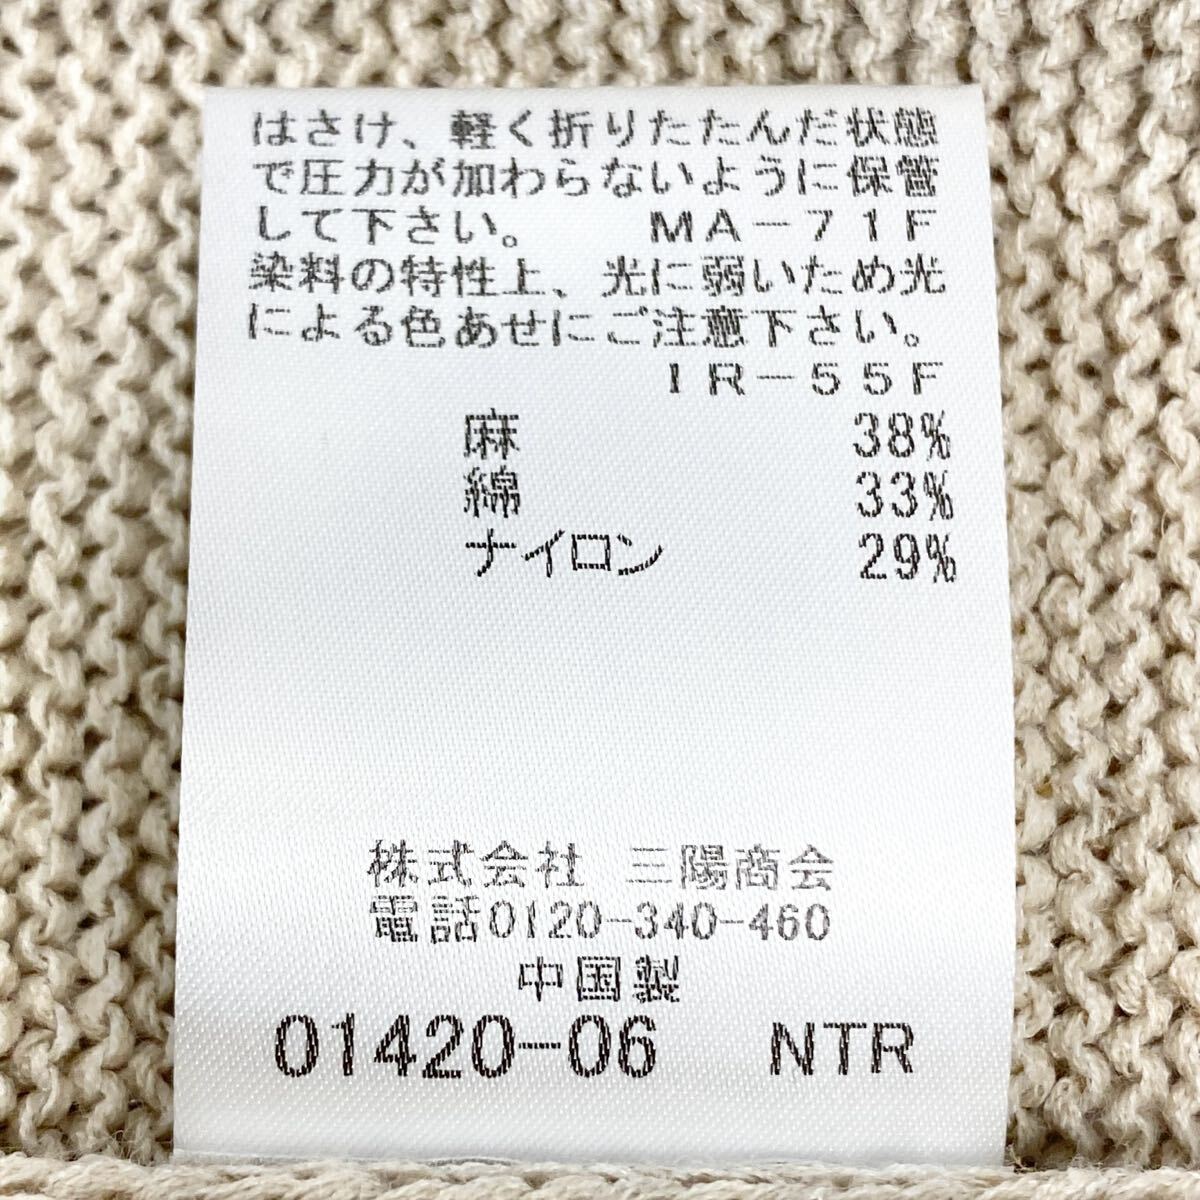 はさけ、軽く折りたたんだ状態
で圧力が加わらないように保管
して下さい。 MA-71F
染料の特性上、光に弱いため光
による色あせにご注意下さい。
IR-55F
麻 38%
綿 33%
ナイロン 29%
株式会社 三陽商会
電話0120-340-460
中国製
01420-06 NTR